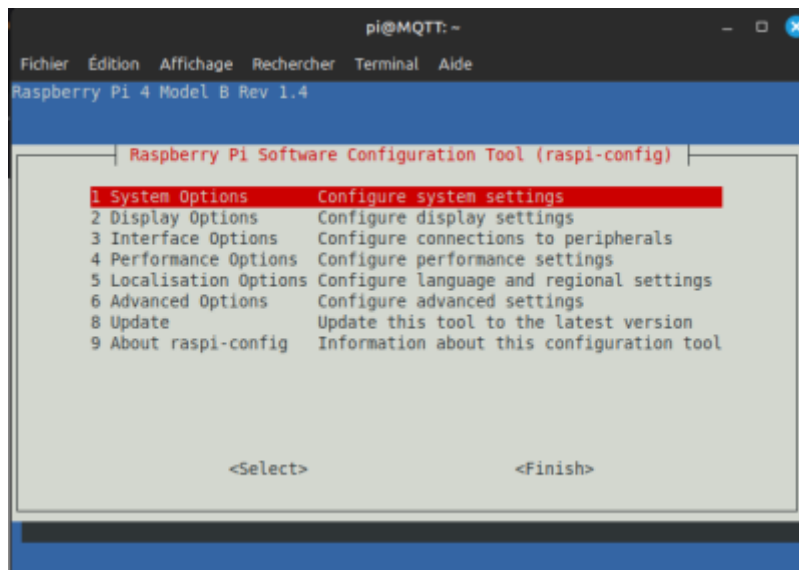 pi@MQTT: ~
Fichier Édition Affichage Rechercher Terminal Aide
Raspberry Pi 4 Model B Rev 1.4
Raspberry Pi Software Configuration Tool (raspi-config)
1 System Options Configure system settings
2 Display Options Configure display settings
3 Interface Options Configure connections to peripherals
4 Performance Options Configure performance settings
5 Localisation Options Configure language and regional settings
6 Advanced Options Configure advanced settings
8 Update Update this tool to the latest version
9 About raspi-config Information about this configuration tool
<Select> <Finish>